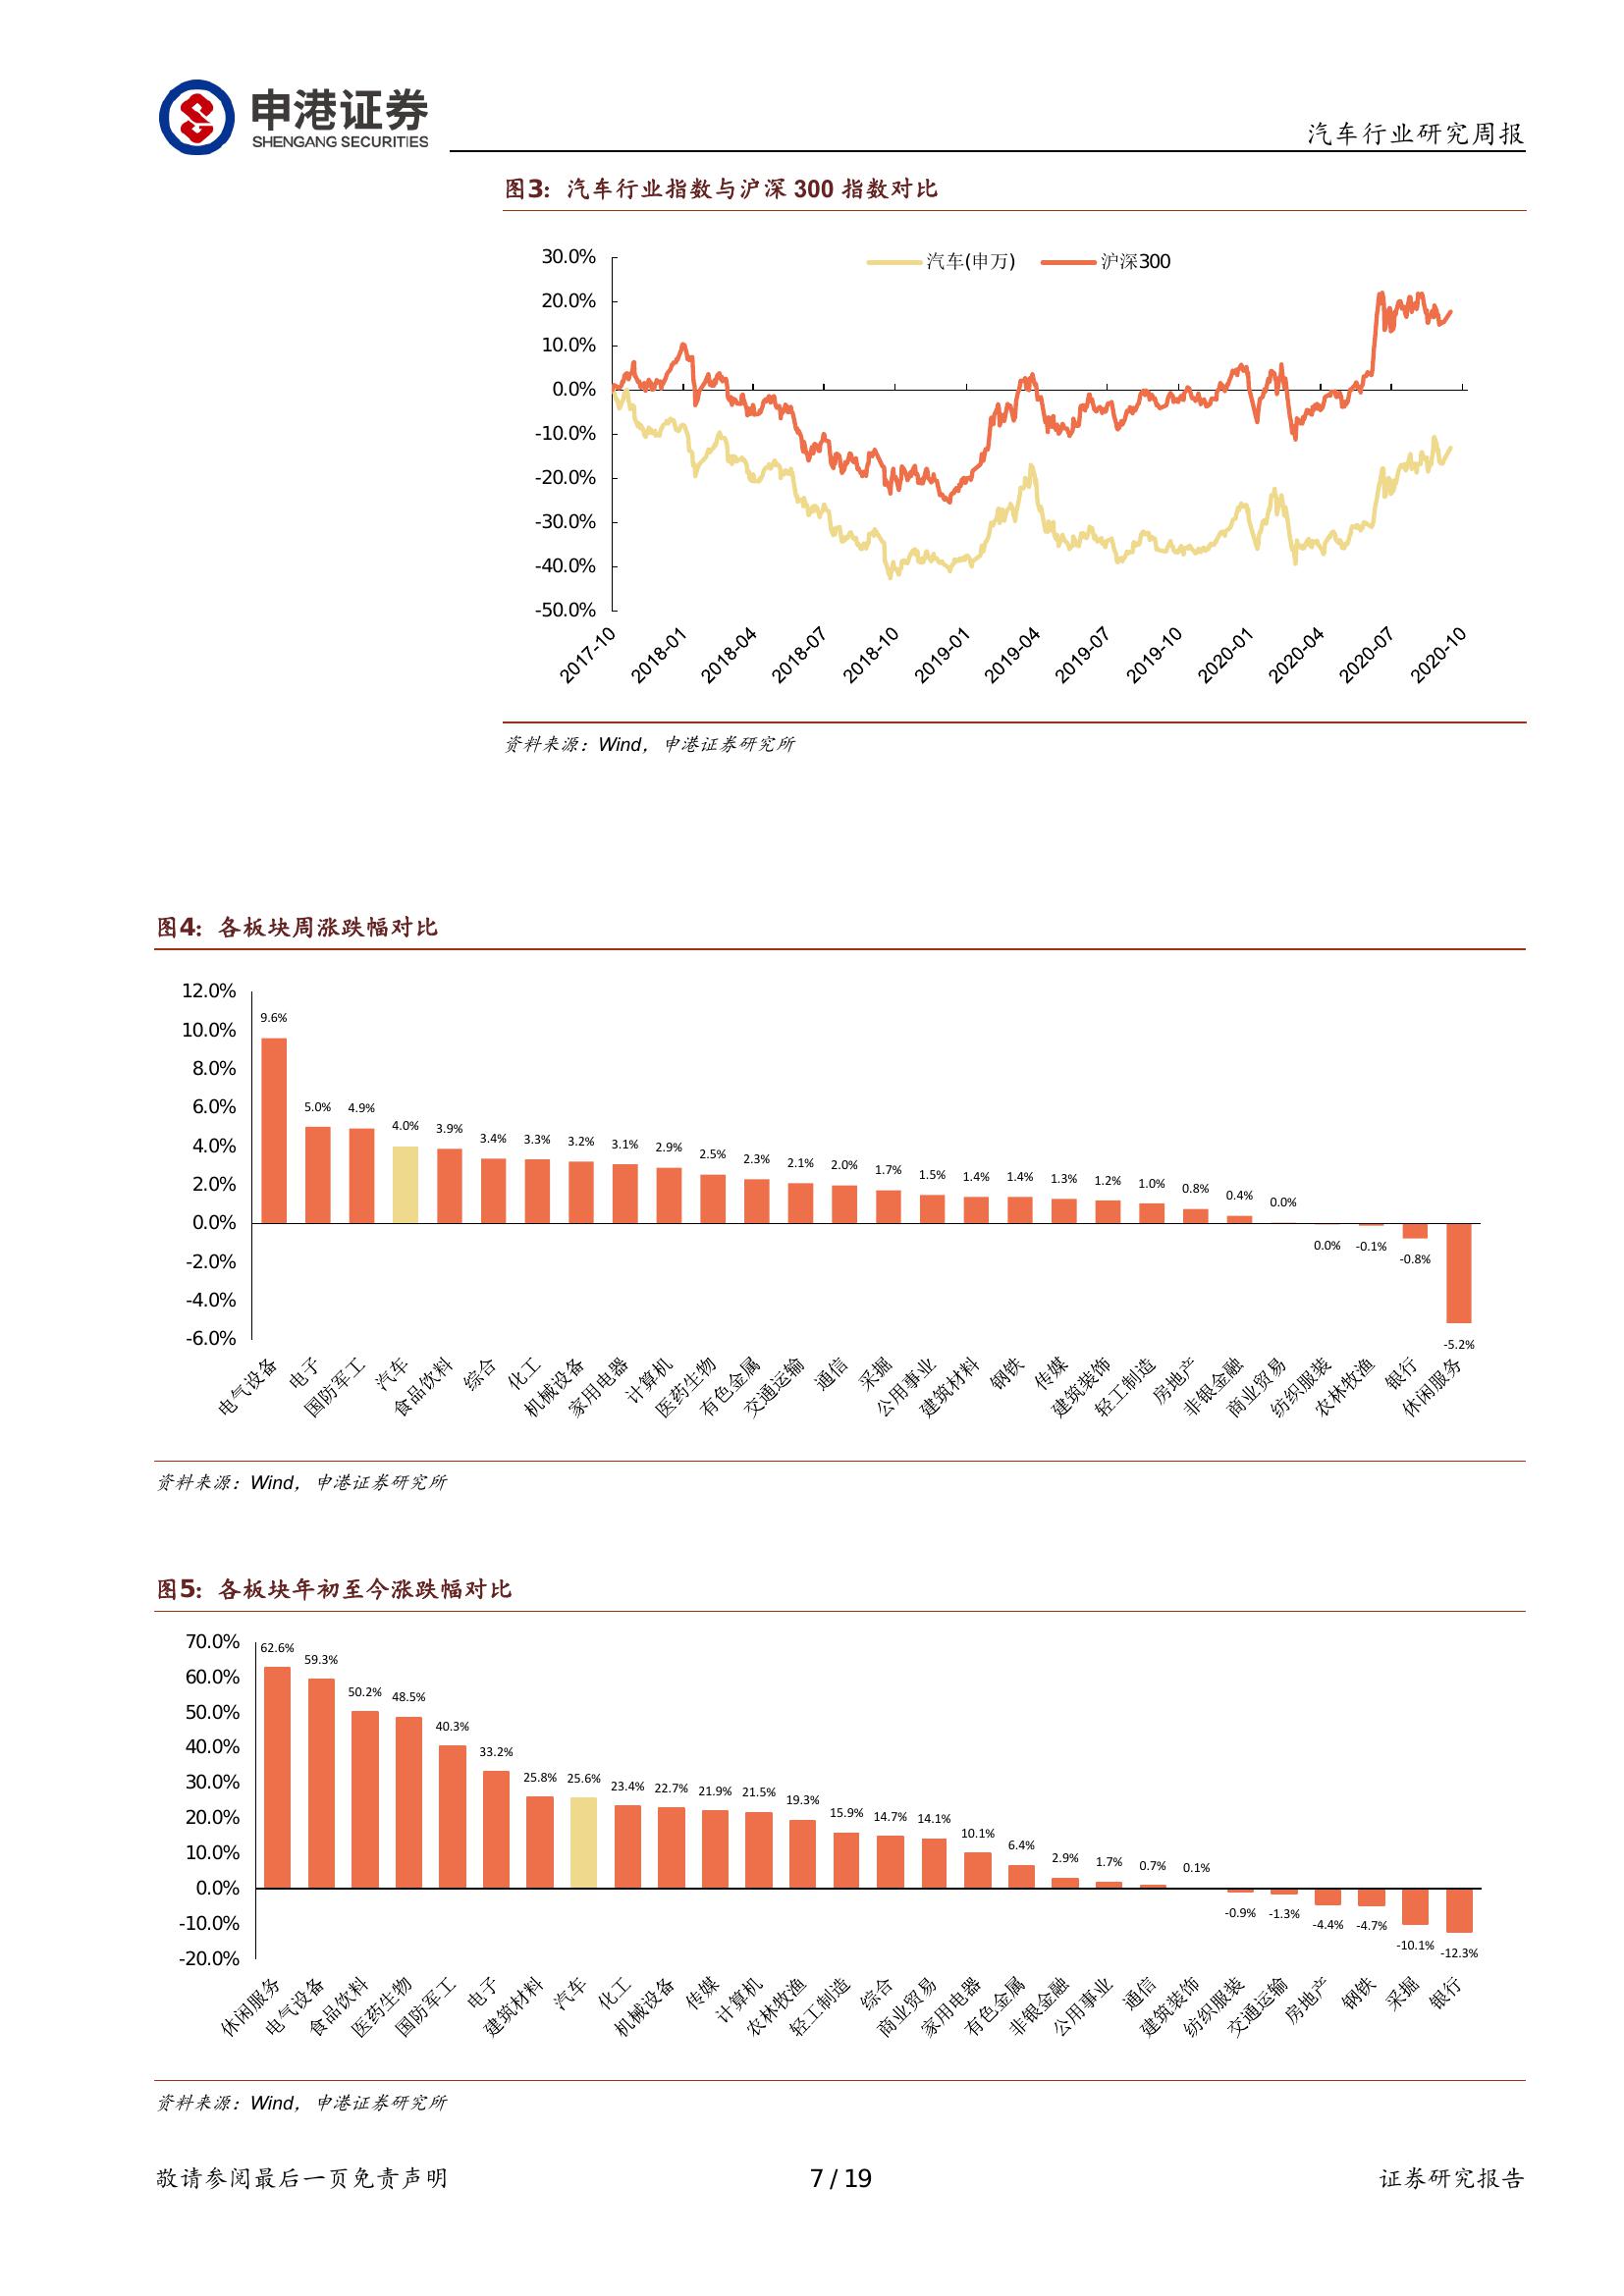 申港证券
SHENGANG SECURITIES
汽车行业研究周报
图3：汽车行业指数与沪深 300 指数对比
汽车(申万) 沪深300
30.0%
20.0%
10.0%
0.0%
-10.0%
-20.0%
-30.0%
-40.0%
-50.0%
2017-10 2018-01 2018-04 2018-07 2018-10 2019-01 2019-04 2019-07 2019-10 2020-01 2020-04 2020-07 2020-10
资料来源：Wind，申港证券研究所
图4：各板块周涨跌幅对比
12.0%
10.0%
8.0%
6.0%
4.0%
2.0%
0.0%
-2.0%
-4.0%
-6.0%
9.6% 5.0% 4.9% 4.0% 3.9% 3.4% 3.3% 3.2% 3.1% 2.9% 2.5% 2.3% 2.1% 2.0% 1.7% 1.5% 1.4% 1.4% 1.3% 1.2% 1.0% 0.8% 0.4% 0.0% 0.0% -0.1% -0.8% -5.2%
电气设备 电子 国防军工 汽车 食品饮料 综合 化工 机械设备 家用电器 计算机 医药生物 有色金属 交通运输 通信 采掘 公用事业 建筑材料 钢铁 传媒 建筑装饰 轻工制造 房地产 非银金融 商业贸易 纺织服装 农林牧渔 银行 休闲服务
资料来源：Wind，申港证券研究所
图5：各板块年初至今涨跌幅对比
70.0%
60.0%
50.0%
40.0%
30.0%
20.0%
10.0%
0.0%
-10.0%
-20.0%
62.6% 59.3% 50.2% 48.5% 40.3% 33.2% 25.8% 25.6% 23.4% 22.7% 21.9% 21.5% 19.3% 15.9% 14.7% 14.1% 10.1% 6.4% 2.9% 1.7% 0.7% 0.1% -0.9% -1.3% -4.4% -4.7% -10.1% -12.3%
休闲服务 电气设备 食品饮料 医药生物 国防军工 电子 建筑材料 汽车 化工 机械设备 传媒 计算机 农林牧渔 轻工制造 综合 商业贸易 家用电器 有色金属 非银金融 公用事业 通信 建筑装饰 纺织服装 交通运输 房地产 钢铁 采掘 银行
资料来源：Wind，申港证券研究所
敬请参阅最后一页免责声明
7 / 19
证券研究报告